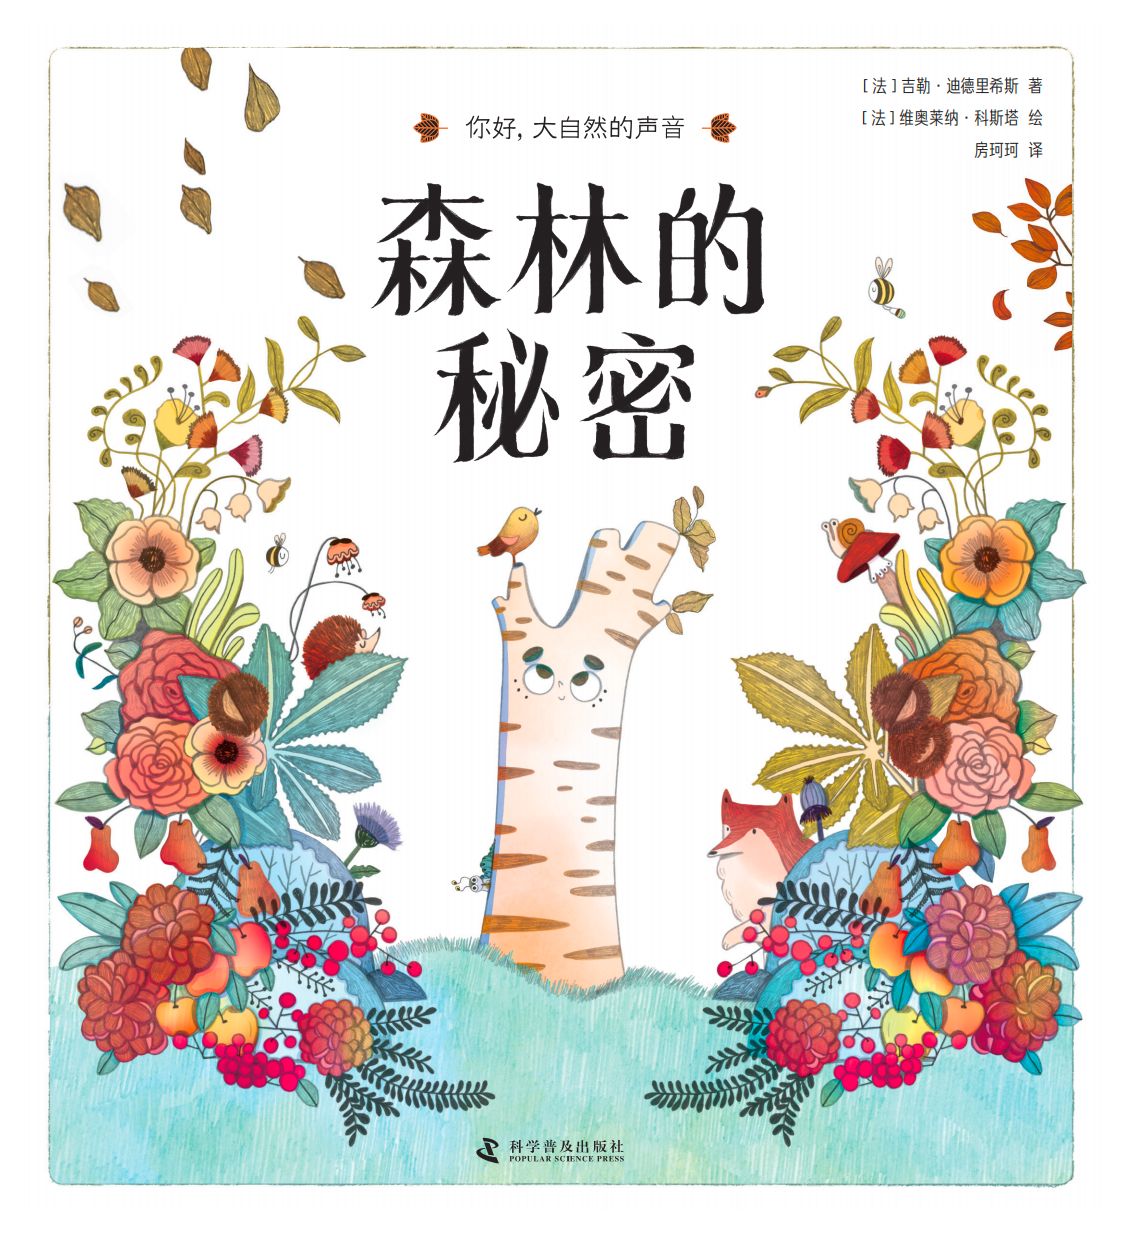 [法]吉勒·迪德里希斯 著
[法]维奥莱纳·科斯塔 绘
房珂珂 译
你好,大自然的声音
森林的
秘密
科学普及出版社
POPULAR SCIENCE PRESS